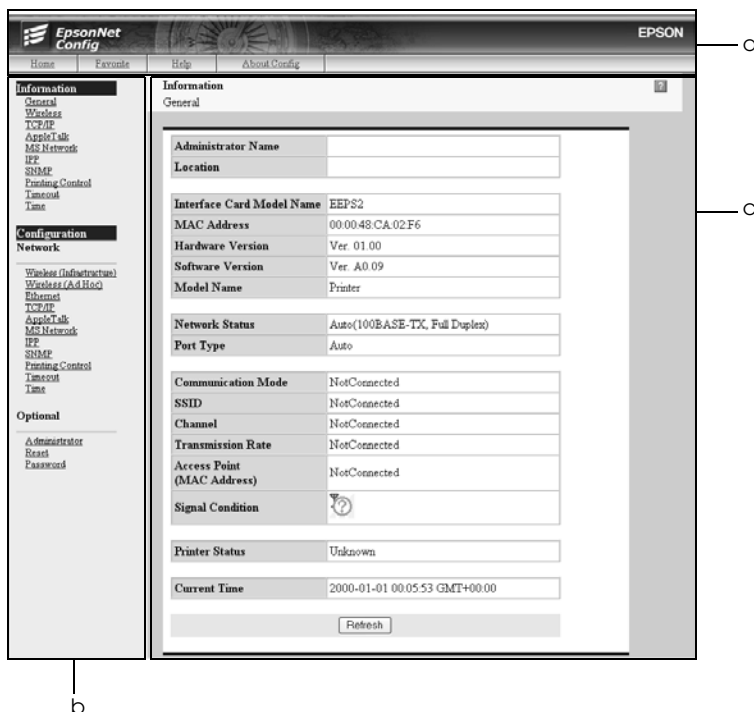 EpsonNet
Config
EPSON
Home Favorite Help About Config
Information
General
Wireless
TCP/IP
AppleTalk
MS Network
IPP
SNMP
Printing Control
Timeout
Time
Configuration
Network
Wireless (Infrastructure)
Wireless (Ad Hoc)
Ethernet
TCP/IP
AppleTalk
MS Network
IPP
SNMP
Printing Control
Timeout
Time
Optional
Administrator
Reset
Password
Information ?
General
Administrator Name
Location
Interface Card Model Name EEPS2
MAC Address 00:00:48:CA:02:F6
Hardware Version Ver. 01.00
Software Version Ver. A0.09
Model Name Printer
Network Status Auto(100BASE-TX, Full Duplex)
Port Type Auto
Communication Mode NotConnected
SSID NotConnected
Channel NotConnected
Transmission Rate NotConnected
Access Point
(MAC Address) NotConnected
Signal Condition ?
Printer Status Unknown
Current Time 2000-01-01 00:05:53 GMT+00:00
Refresh
b